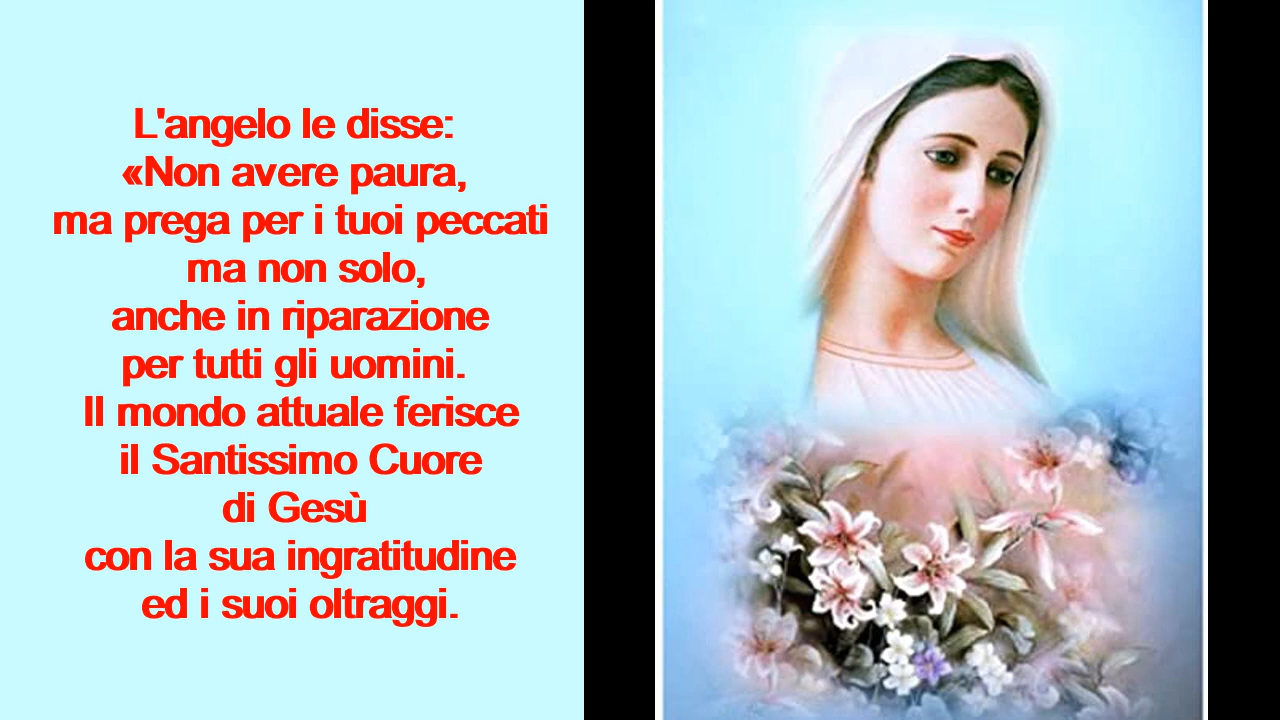 L'angelo le disse:
«Non avere paura,
ma prega per i tuoi peccati
ma non solo,
anche in riparazione
per tutti gli uomini.
Il mondo attuale ferisce
il Santissimo Cuore
di Gesù
con la sua ingratitudine
ed i suoi oltraggi.